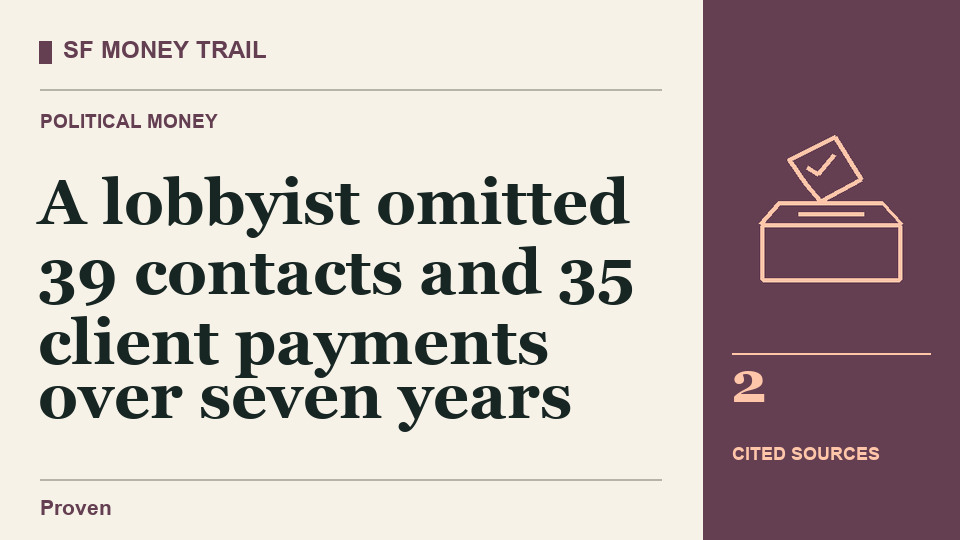 SF MONEY TRAIL
POLITICAL MONEY
A lobbyist omitted
39 contacts and 35
client payments
over seven years
Proven
2
CITED SOURCES